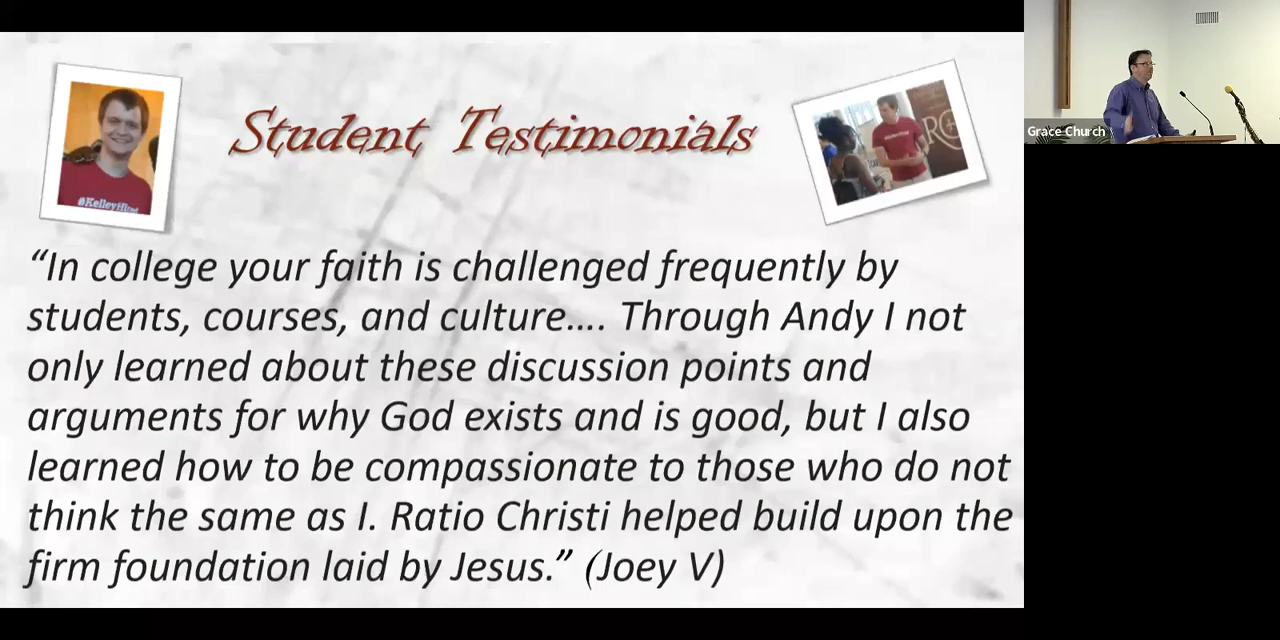 Student Testimonials
#KelleyHired
RC
Grace Church
“In college your faith is challenged frequently by
students, courses, and culture.... Through Andy I not
only learned about these discussion points and
arguments for why God exists and is good, but I also
learned how to be compassionate to those who do not
think the same as I. Ratio Christi helped build upon the
firm foundation laid by Jesus.” (Joey V)